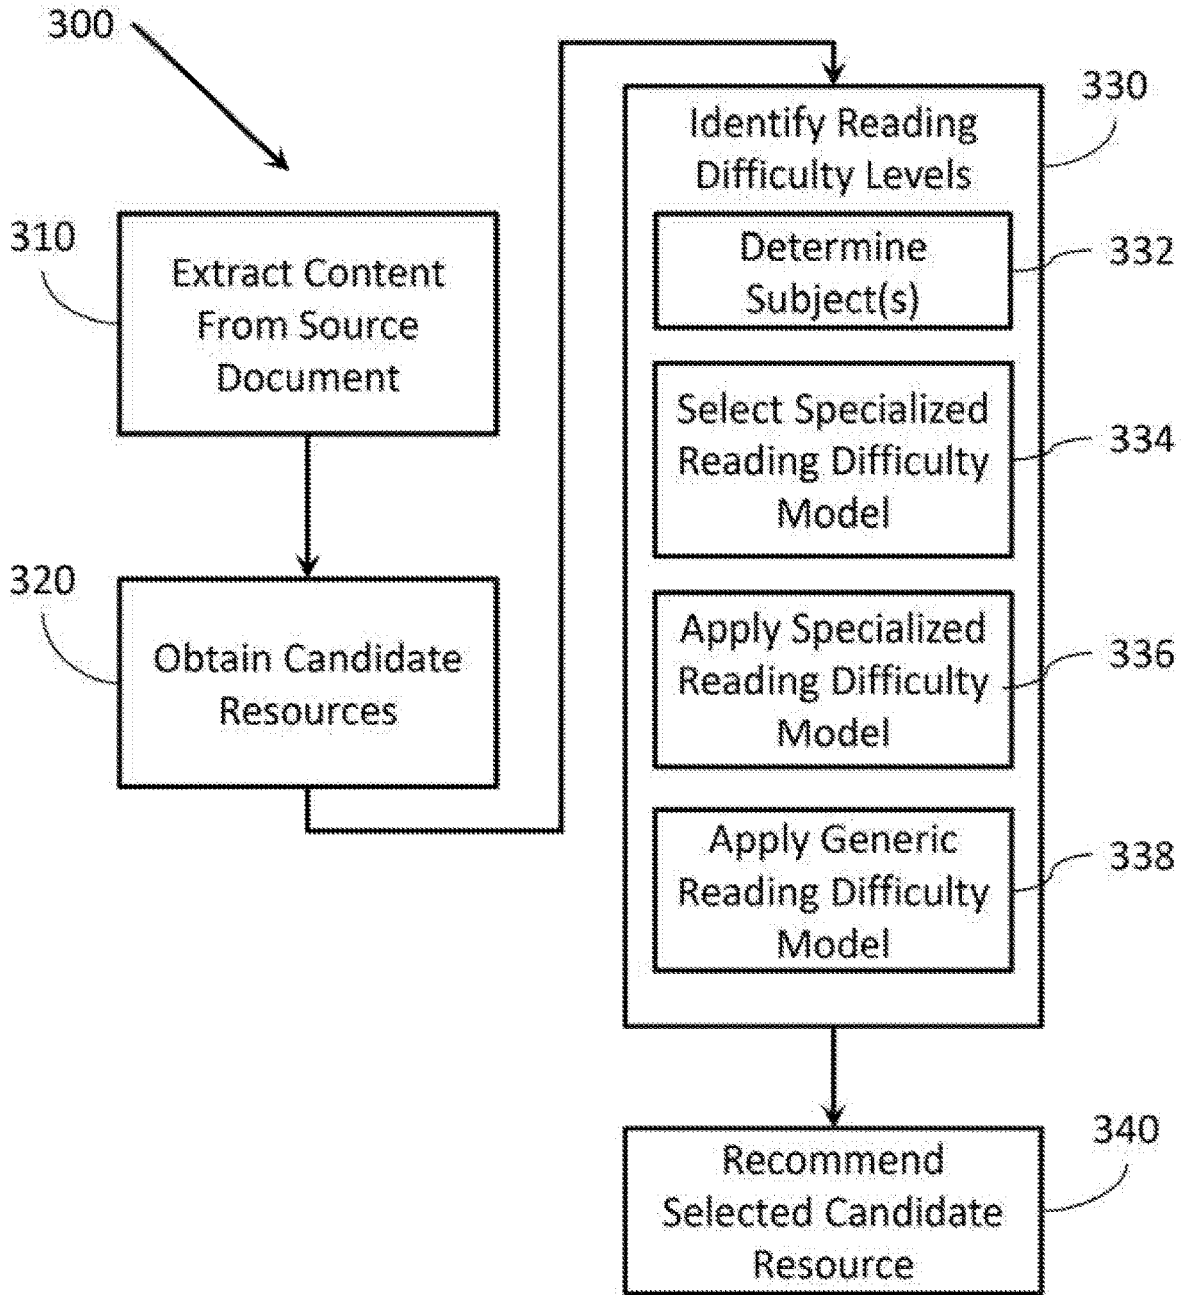 300
310
Extract Content
From Source
Document
320
Obtain Candidate
Resources
330
Identify Reading
Difficulty Levels
332
Determine
Subject(s)
334
Select Specialized
Reading Difficulty
Model
336
Apply Specialized
Reading Difficulty
Model
338
Apply Generic
Reading Difficulty
Model
340
Recommend
Selected Candidate
Resource